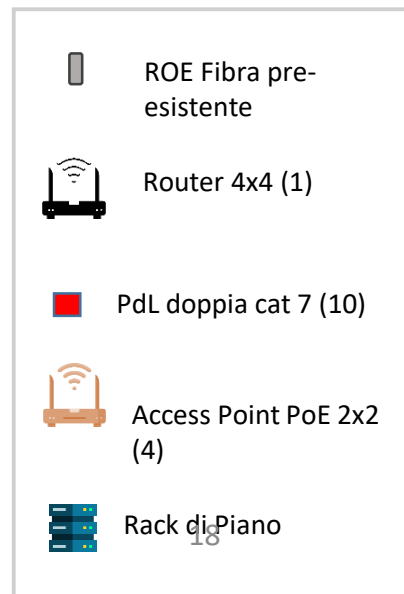 ROE Fibra pre-
esistente
Router 4x4 (1)
PdL doppia cat 7 (10)
Access Point PoE 2x2
(4)
Rack di Piano
18